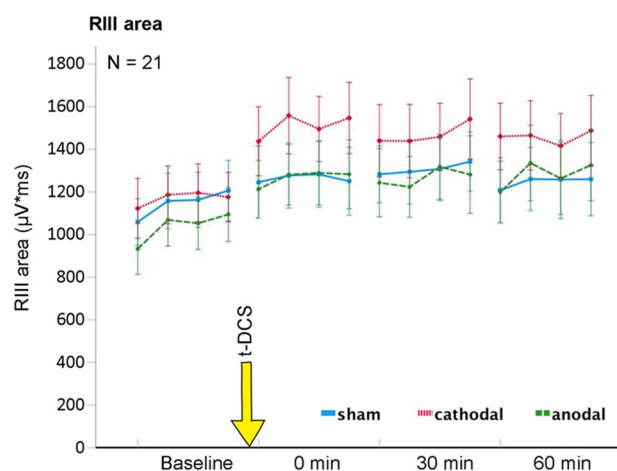 RIII area
N = 21
RIII area (µV*ms)
1800
1600
1400
1200
1000
800
600
400
200
0
t-DCS
sham cathodal anodal
Baseline 0 min 30 min 60 min